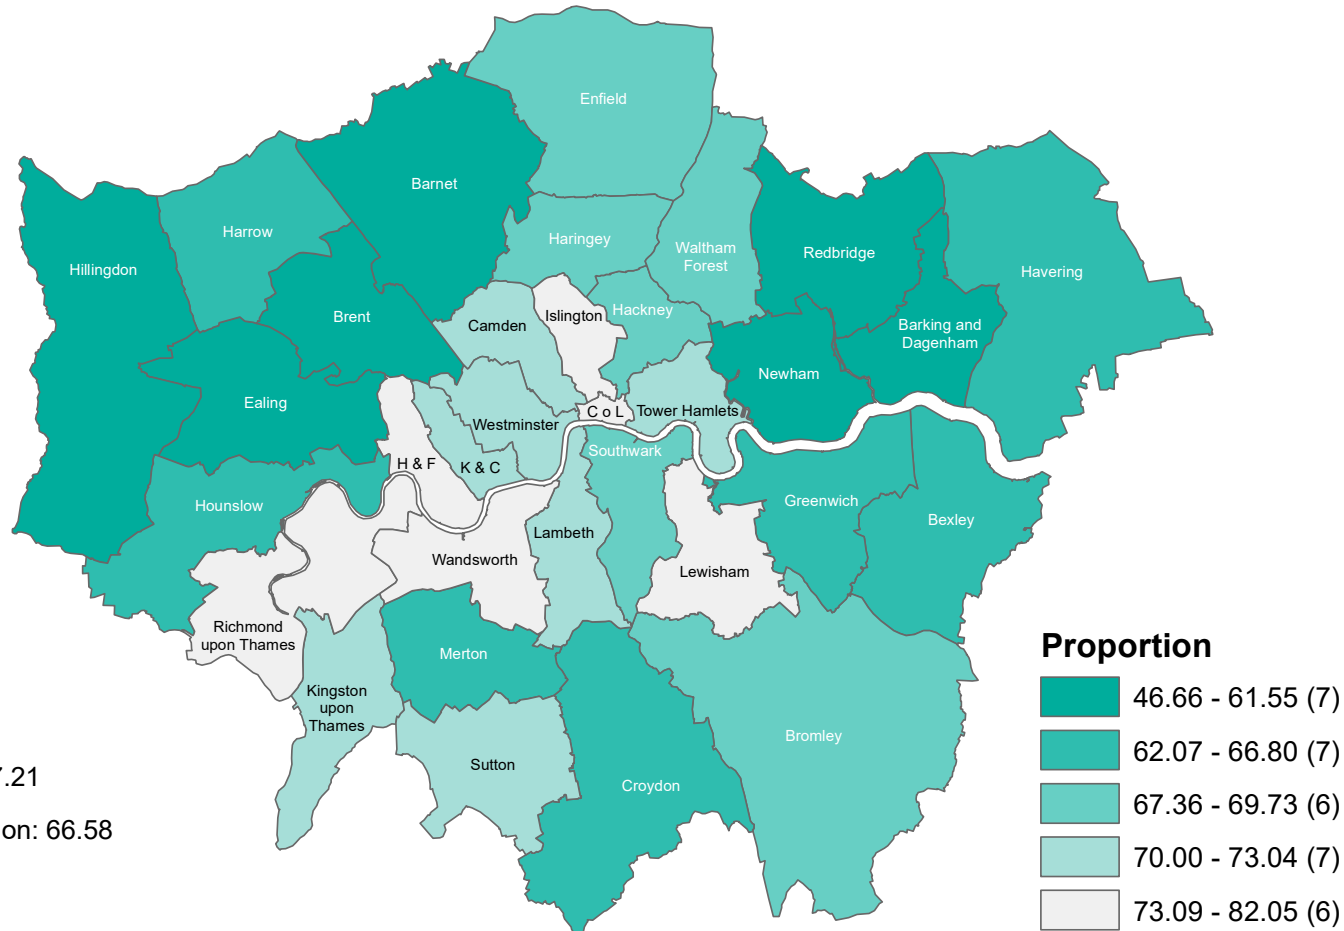 Enfield
Barnet
Harrow
Haringey
Waltham
Forest
Redbridge
Hillingdon
Havering
Brent
Camden
Islington
Hackney
Barking and
Dagenham
Newham
Ealing
Westminster
C o L
Tower Hamlets
H & F
K & C
Southwark
Hounslow
Greenwich
Bexley
Lambeth
Wandsworth
Lewisham
Richmond
upon Thames
Merton
Kingston
upon
Thames
Sutton
Bromley
Croydon
7.21
on: 66.58
Proportion
46.66 - 61.55 (7)
62.07 - 66.80 (7)
67.36 - 69.73 (6)
70.00 - 73.04 (7)
73.09 - 82.05 (6)